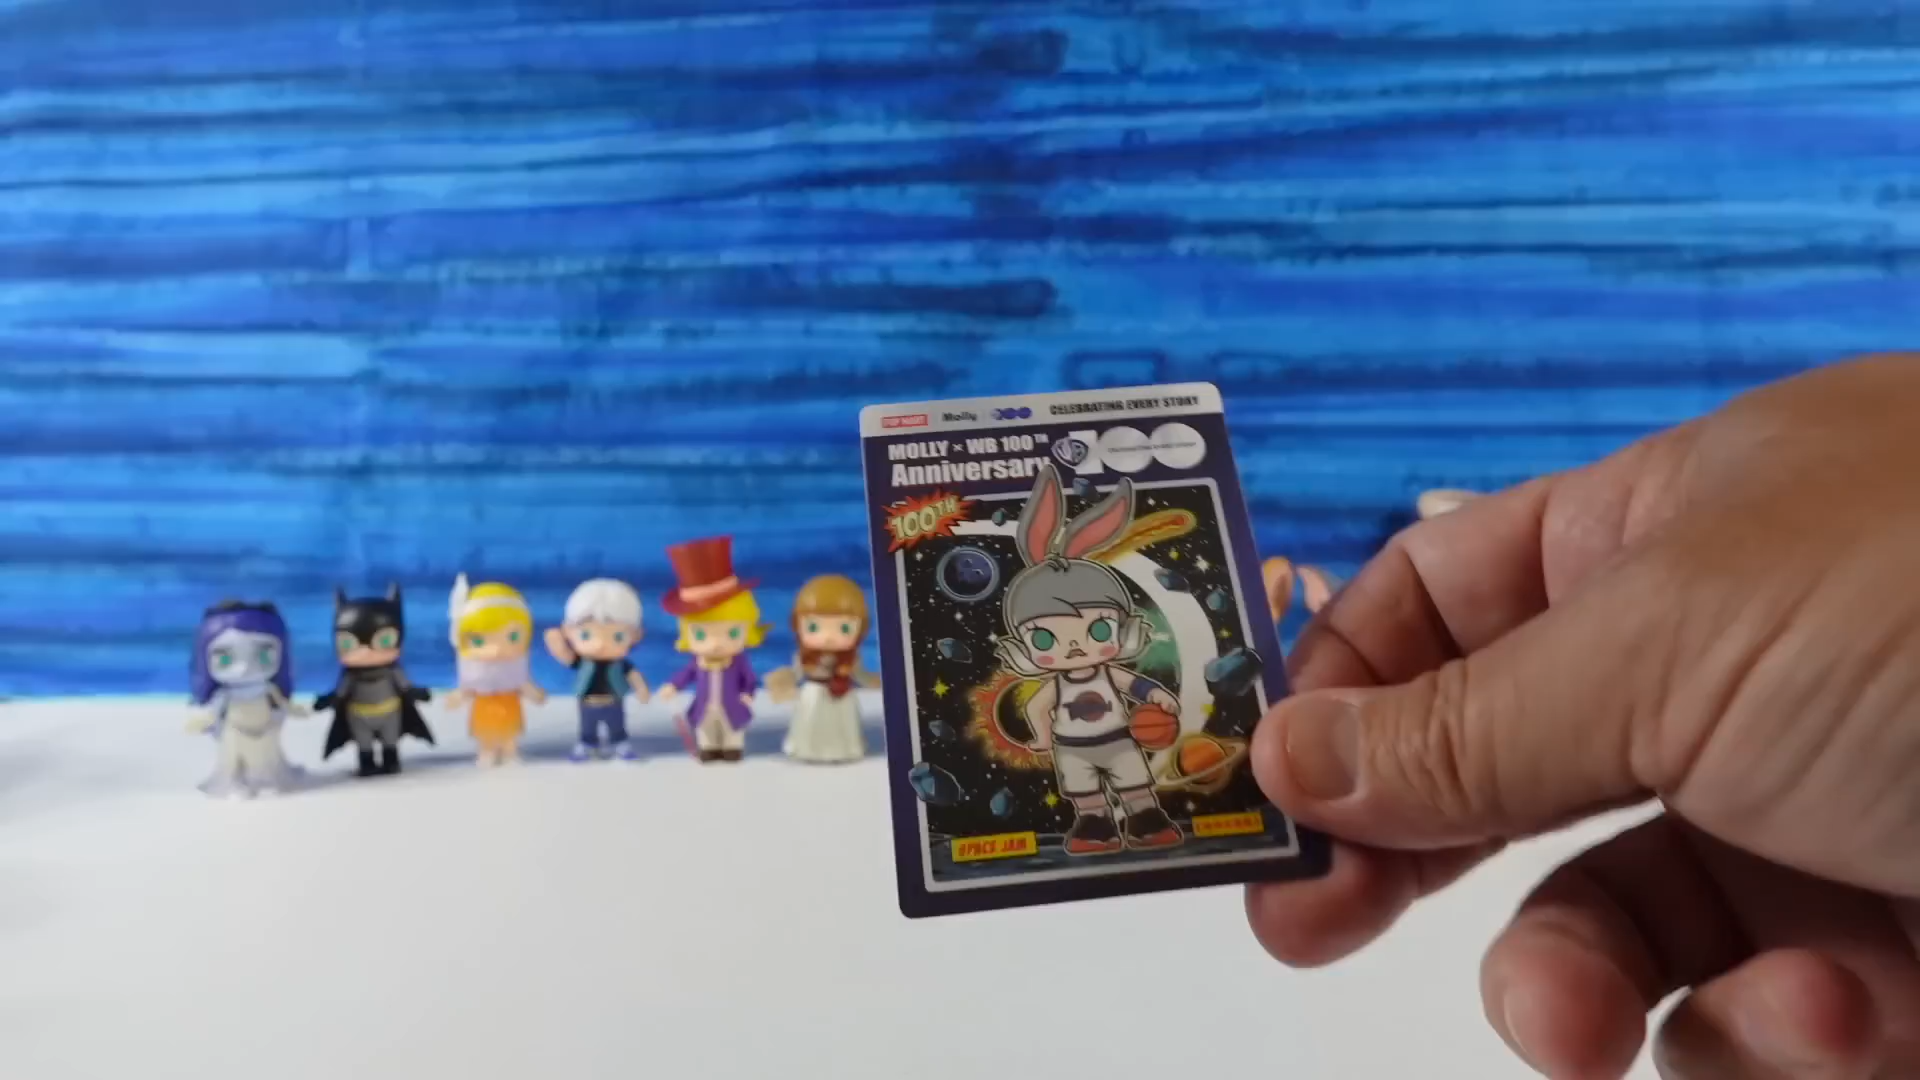 POP MART Molly 100 CELEBRATING EVERY STORY
MOLLY × WB 100TH
Anniversary
100TH
SPACE JAM